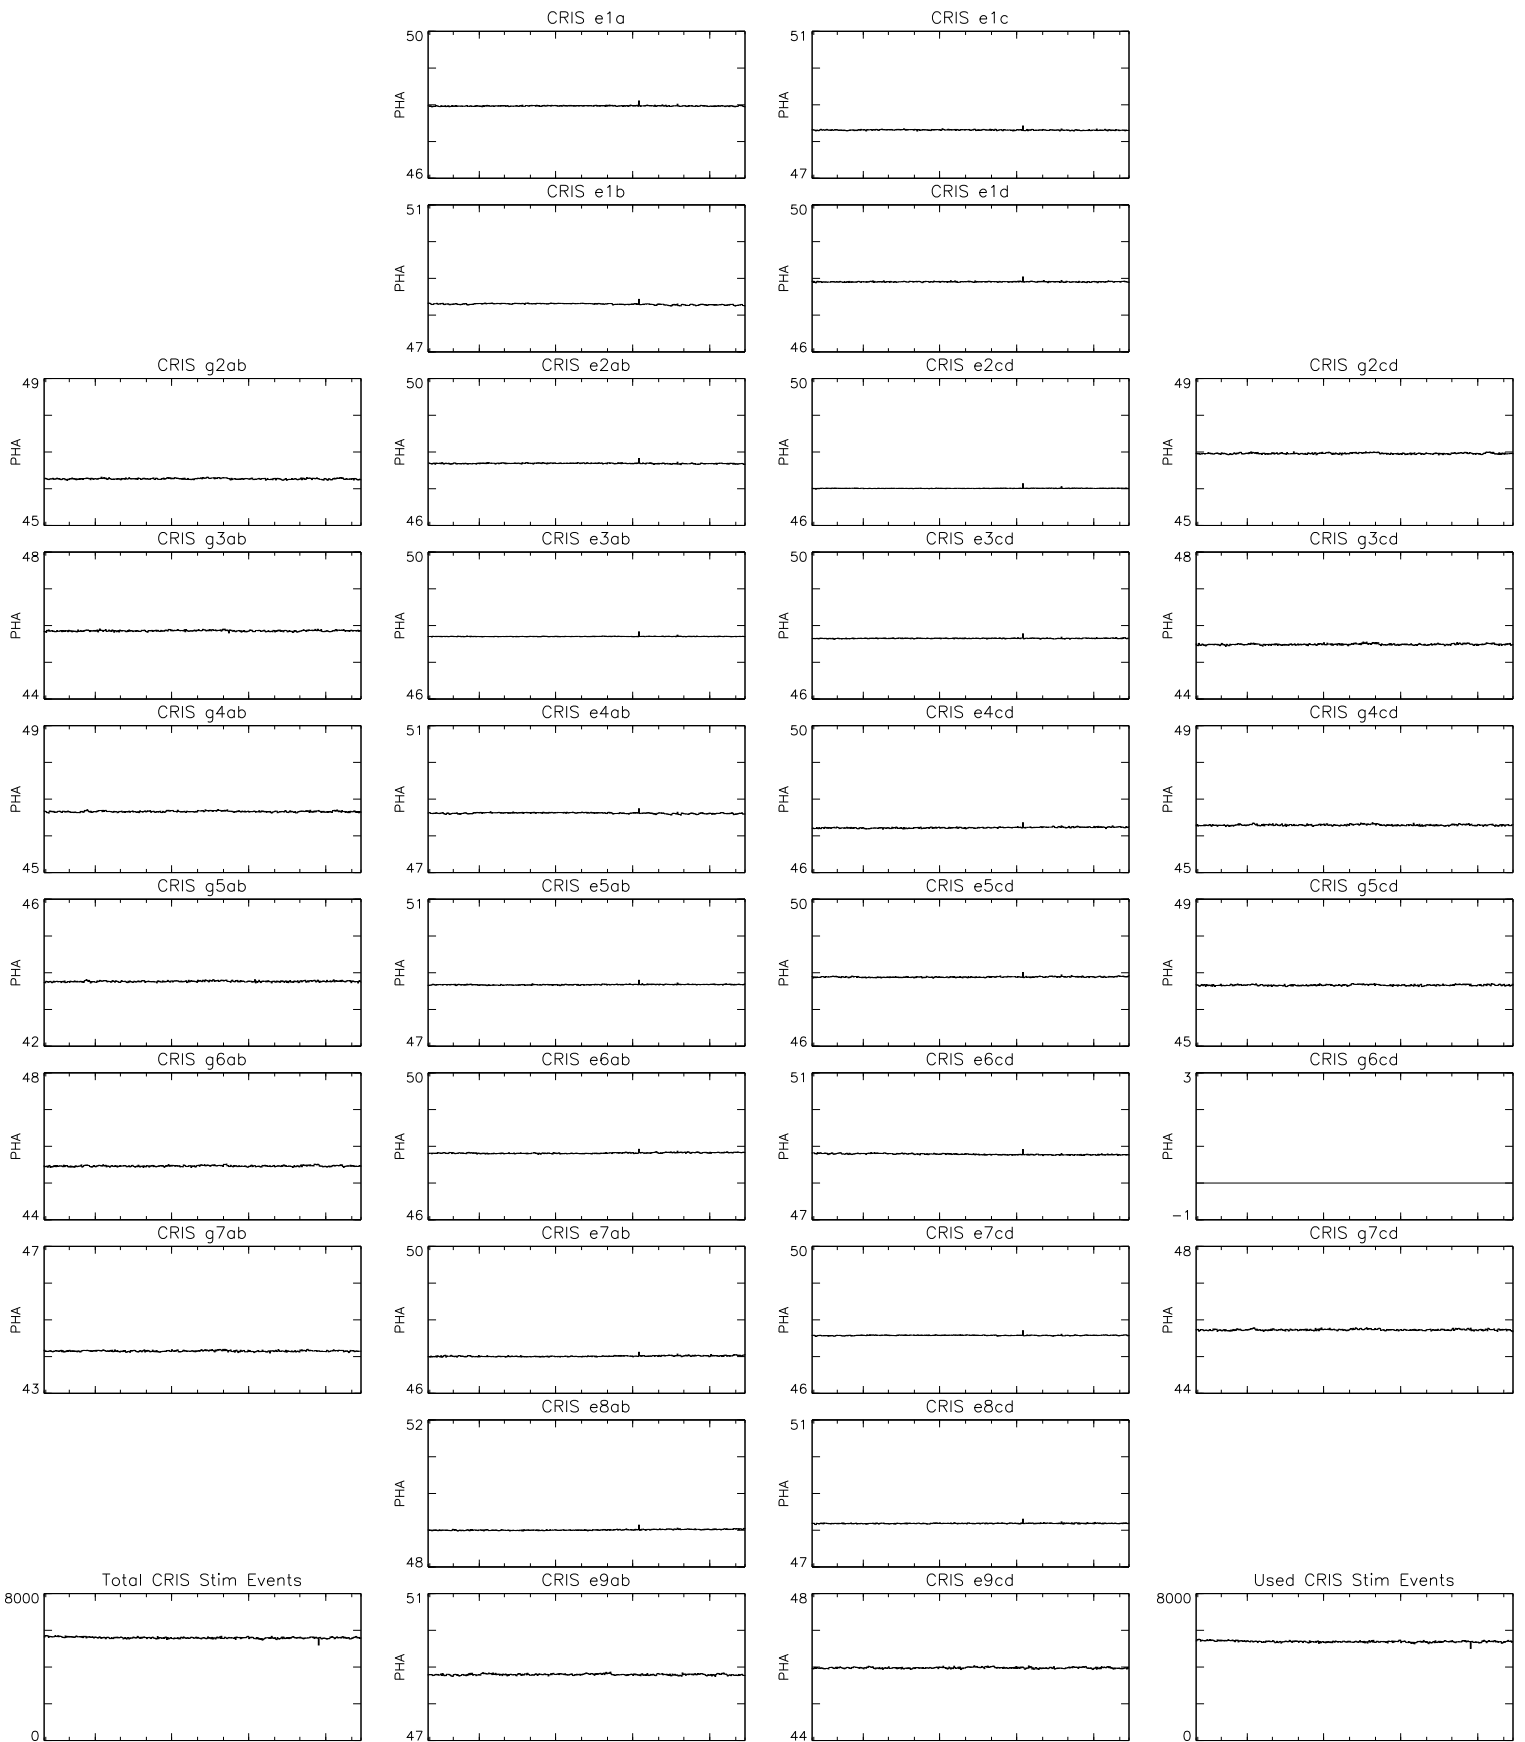 CRIS e1a
50
PHA
46
CRIS e1c
51
PHA
47
CRIS e1b
51
PHA
47
CRIS e1d
50
PHA
46
CRIS g2ab
49
PHA
45
CRIS e2ab
50
PHA
46
CRIS e2cd
50
PHA
46
CRIS g2cd
49
PHA
45
CRIS g3ab
48
PHA
44
CRIS e3ab
50
PHA
46
CRIS e3cd
50
PHA
46
CRIS g3cd
48
PHA
44
CRIS g4ab
49
PHA
45
CRIS e4ab
51
PHA
47
CRIS e4cd
50
PHA
46
CRIS g4cd
49
PHA
45
CRIS g5ab
46
PHA
42
CRIS e5ab
51
PHA
47
CRIS e5cd
50
PHA
46
CRIS g5cd
49
PHA
45
CRIS g6ab
48
PHA
44
CRIS e6ab
50
PHA
46
CRIS e6cd
51
PHA
47
CRIS g6cd
3
PHA
-1
CRIS g7ab
47
PHA
43
CRIS e7ab
50
PHA
46
CRIS e7cd
50
PHA
46
CRIS g7cd
48
PHA
44
CRIS e8ab
52
PHA
48
CRIS e8cd
51
PHA
47
Total CRIS Stim Events
8000
0
CRIS e9ab
51
PHA
47
CRIS e9cd
48
PHA
44
Used CRIS Stim Events
8000
0